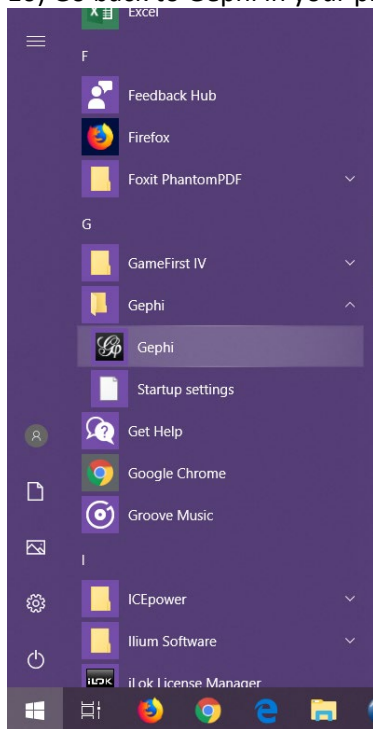 Excel
F
Feedback Hub
Firefox
Foxit PhantomPDF
G
GameFirst IV
Gephi
Gephi
Startup settings
Get Help
Google Chrome
Groove Music
I
ICEpower
Ilium Software
iLok License Manager